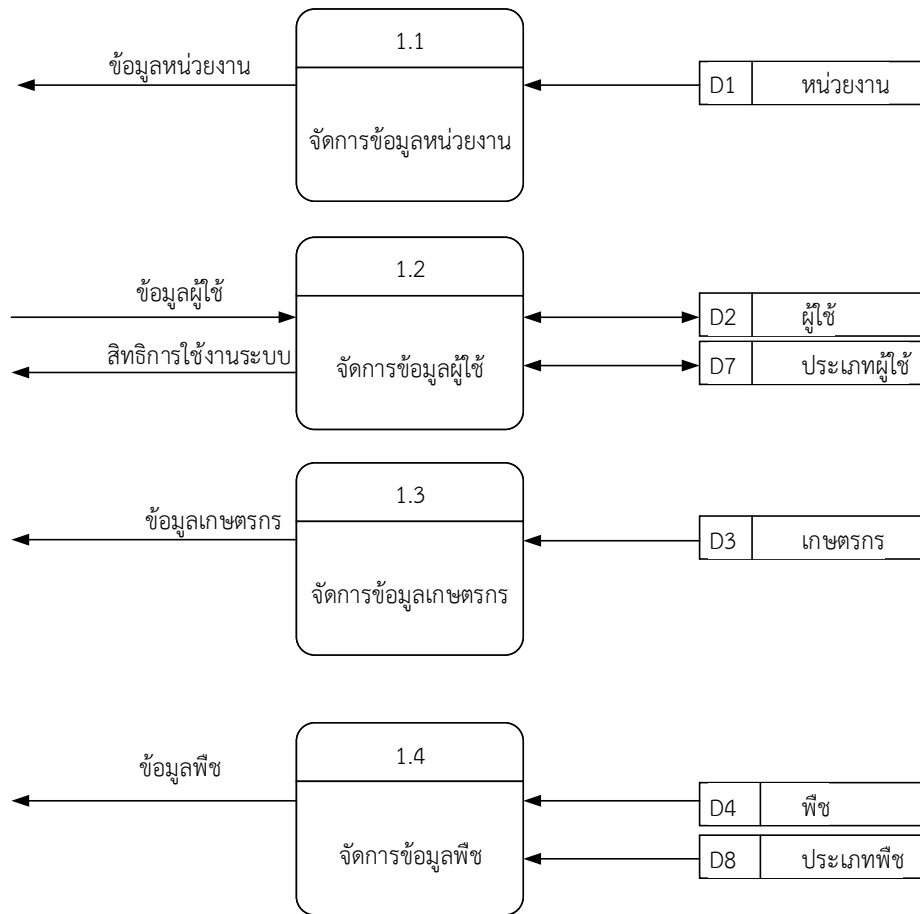 1.1
ข้อมูลหน่วยงาน
D1 หน่วยงาน
จัดการข้อมูลหน่วยงาน
1.2
ข้อมูลผู้ใช้
D2 ผู้ใช้
สิทธิการใช้งานระบบ
จัดการข้อมูลผู้ใช้
D7 ประเภทผู้ใช้
1.3
ข้อมูลเกษตรกร
D3 เกษตรกร
จัดการข้อมูลเกษตรกร
1.4
ข้อมูลพืช
D4 พืช
จัดการข้อมูลพืช
D8 ประเภทพืช